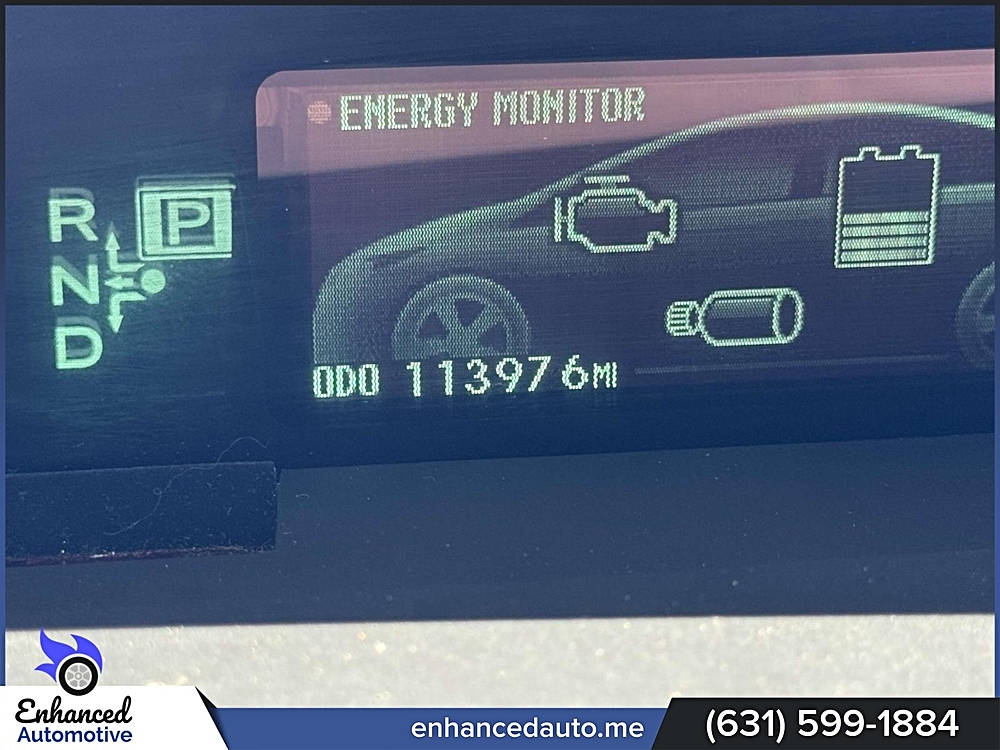 ENERGY MONITOR
R
P
N
D
ODO 113976MI
Enhanced
Automotive
enhancedauto.me
(631) 599-1884